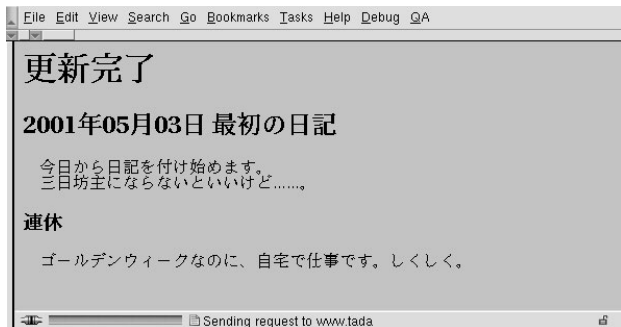 File Edit View Search Go Bookmarks Tasks Help Debug QA
更新完了
2001年05月03日 最初の日記
今日から日記を付け始めます。
三日坊主にならないといいけど……。
連休
ゴールデンウィークなのに、自宅で仕事です。しくしく。
Sending request to www.tada